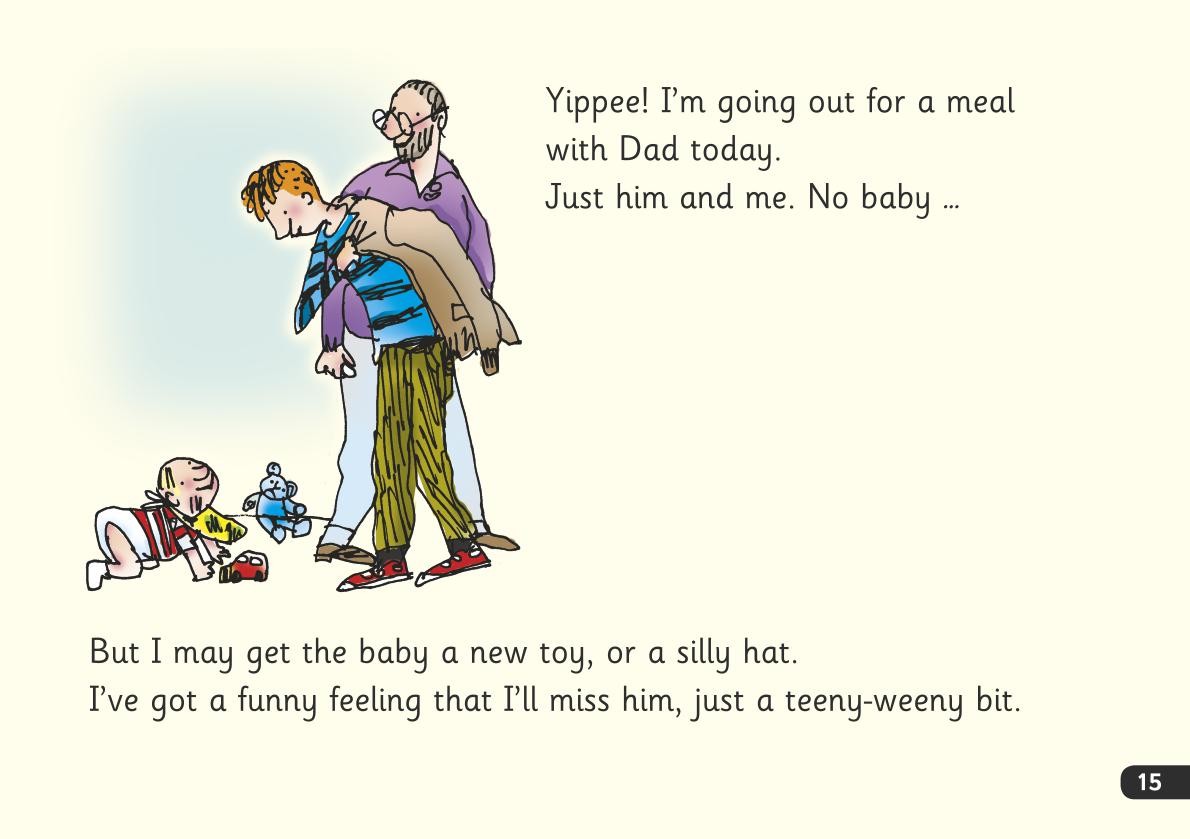 Yippee! I'm going out for a meal
with Dad today.
Just him and me. No baby ...
But I may get the baby a new toy, or a silly hat.
I've got a funny feeling that I'll miss him, just a teeny-weeny bit.
15